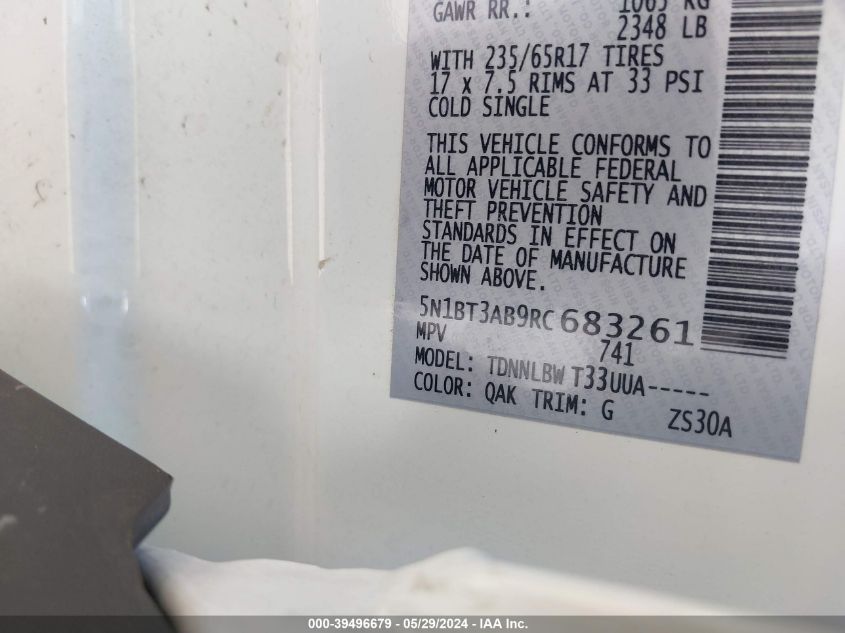 GAWR RR.: 1065 KG
2348 LB
WITH 235/65R17 TIRES
17 x 7.5 RIMS AT 33 PSI
COLD SINGLE
THIS VEHICLE CONFORMS TO
ALL APPLICABLE FEDERAL
MOTOR VEHICLE SAFETY AND
THEFT PREVENTION
STANDARDS IN EFFECT ON
THE DATE OF MANUFACTURE
SHOWN ABOVE.
5N1BT3AB9RC683261
MPV 741
MODEL: TDNNLBW T33UUA-----
COLOR: QAK TRIM: G ZS30A
000-39496679 - 05/29/2024 - IAA Inc.